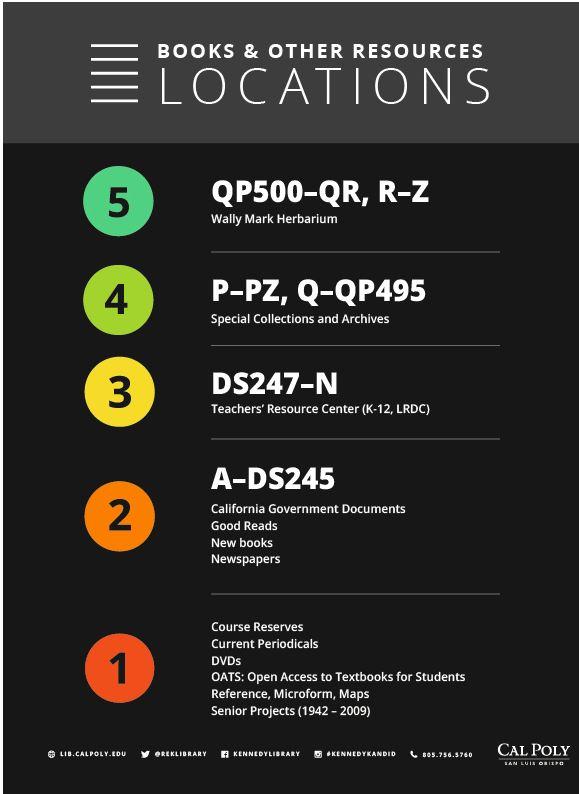 BOOKS & OTHER RESOURCES
LOCATIONS
5
QP500–QR, R–Z
Wally Mark Herbarium
4
P–PZ, Q–QP495
Special Collections and Archives
3
DS247–N
Teachers' Resource Center (K-12, LRDC)
2
A–DS245
California Government Documents
Good Reads
New books
Newspapers
1
Course Reserves
Current Periodicals
DVDs
OATS: Open Access to Textbooks for Students
Reference, Microform, Maps
Senior Projects (1942 – 2009)
LIB.CALPOLY.EDU @REKLIBRARY KENNEDYLIBRARY #KENNEDYKANDID 805.756.5760
CAL POLY
SAN LUIS OBISPO